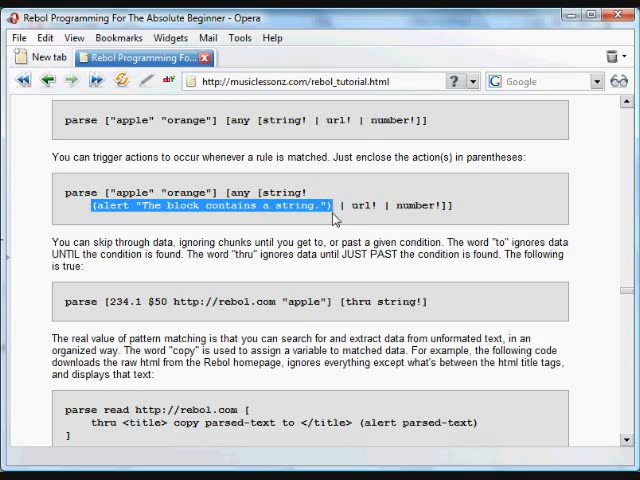 Rebol Programming For The Absolute Beginner - Opera
File Edit View Bookmarks Widgets Mail Tools Help
New tab Rebol Programming Fo...
http://musiclessonz.com/rebol_tutorial.html ? Google
parse ["apple" "orange"] [any [string! | url! | number!]]
You can trigger actions to occur whenever a rule is matched. Just enclose the action(s) in parentheses:
parse ["apple" "orange"] [any [string!
(alert "The block contains a string.") | url! | number!]]
You can skip through data, ignoring chunks until you get to, or past a given condition. The word "to" ignores data
UNTIL the condition is found. The word "thru" ignores data until JUST PAST the condition is found. The following
is true:
parse [234.1 $50 http://rebol.com "apple"] [thru string!]
The real value of pattern matching is that you can search for and extract data from unformated text, in an
organized way. The word "copy" is used to assign a variable to matched data. For example, the following code
downloads the raw html from the Rebol homepage, ignores everything except what's between the html title tags,
and displays that text:
parse read http://rebol.com [
thru <title> copy parsed-text to </title> (alert parsed-text)
]